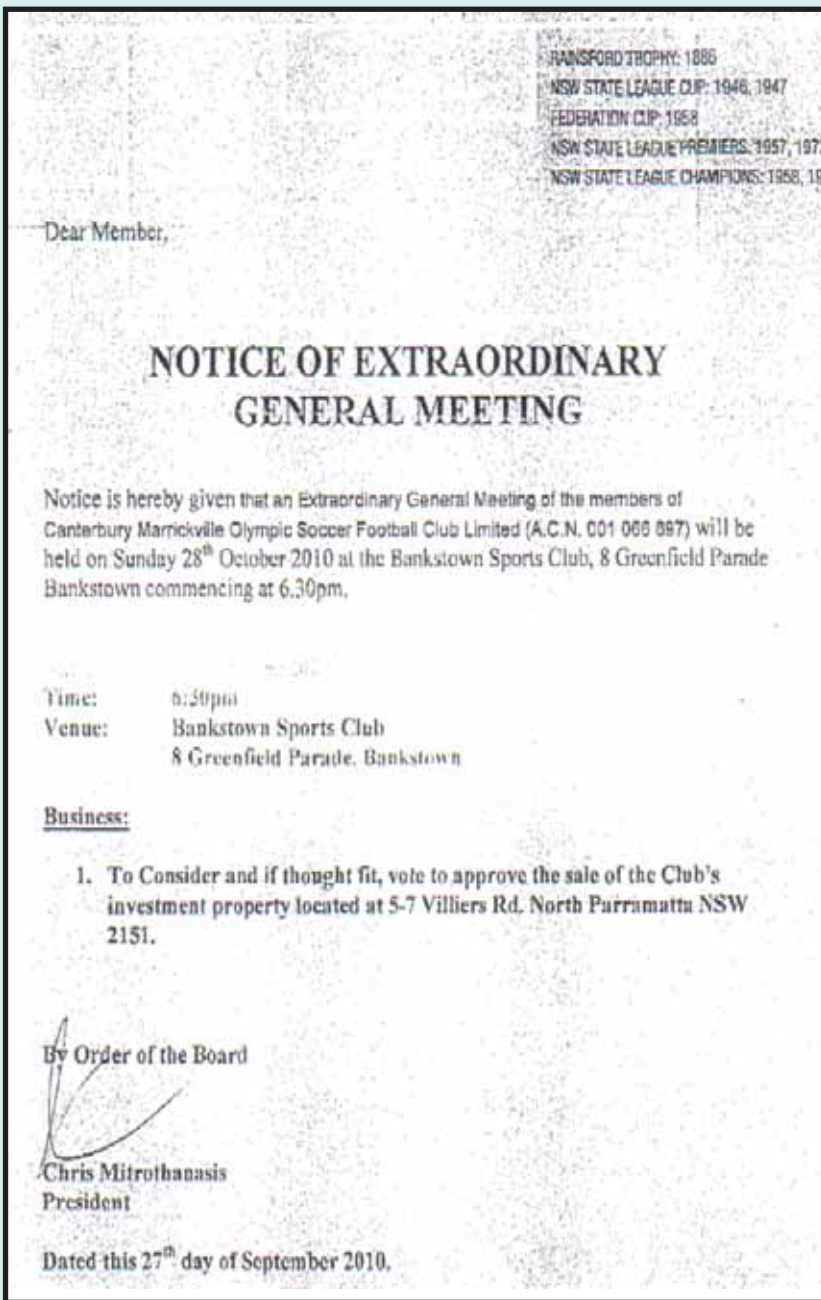 RAINSFORD TROPHY: 1885
NSW STATE LEAGUE CUP: 1946, 1947
FEDERATION CUP: 1958
NSW STATE LEAGUE PREMIERS: 1957, 197
NSW STATE LEAGUE CHAMPIONS: 1958, 19
Dear Member,
NOTICE OF EXTRAORDINARY
GENERAL MEETING
Notice is hereby given that an Extraordinary General Meeting of the members of
Canterbury Marrickville Olympic Soccer Football Club Limited (A.C.N. 001 066 897) will be
held on Sunday 28th October 2010 at the Bankstown Sports Club, 8 Greenfield Parade
Bankstown commencing at 6.30pm.
Time: 6:30pm
Venue: Bankstown Sports Club
8 Greenfield Parade, Bankstown
Business:
1. To Consider and if thought fit, vote to approve the sale of the Club's
investment property located at 5-7 Villiers Rd. North Parramatta NSW
2151.
By Order of the Board
Chris Mitrothanasis
President
Dated this 27th day of September 2010.